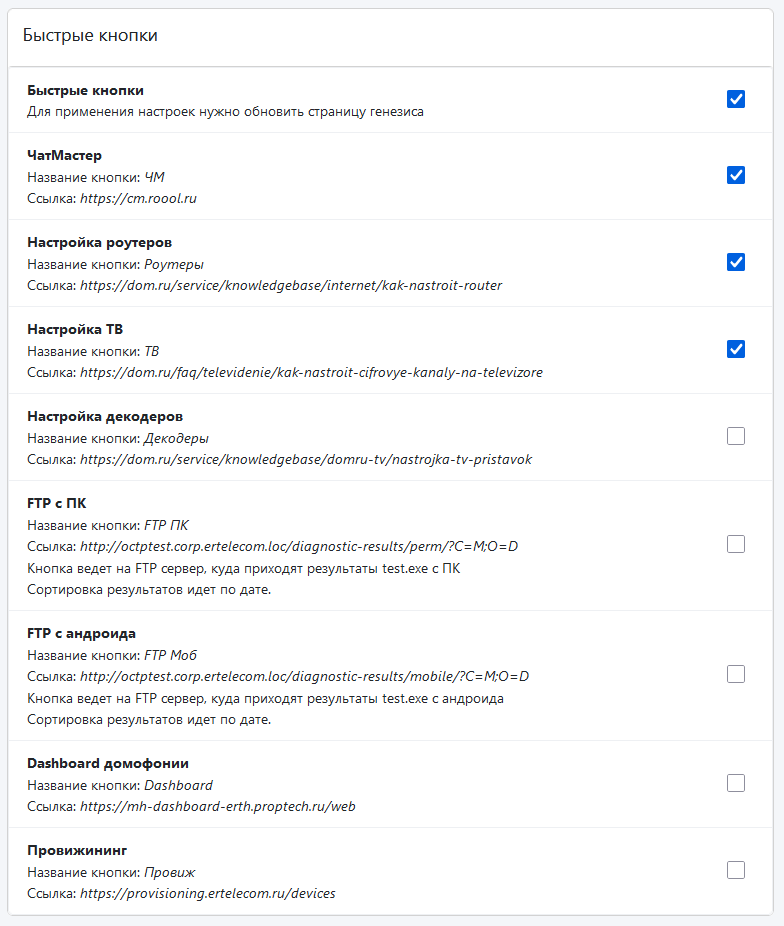 Быстрые кнопки
Быстрые кнопки
Для применения настроек нужно обновить страницу генезиса
ЧатМастер
Название кнопки: ЧМ
Ссылка: https://cm.roool.ru
Настройка роутеров
Название кнопки: Роутеры
Ссылка: https://dom.ru/service/knowledgebase/internet/kak-nastroit-router
Настройка ТВ
Название кнопки: ТВ
Ссылка: https://dom.ru/faq/televidenie/kak-nastroit-cifrovye-kanaly-na-televizore
Настройка декодеров
Название кнопки: Декодеры
Ссылка: https://dom.ru/service/knowledgebase/domru-tv/nastrojka-tv-pristavok
FTP с ПК
Название кнопки: FTP ПК
Ссылка: http://octptest.corp.ertelecom.loc/diagnostic-results/perm/?C=M;O=D
Кнопка ведет на FTP сервер, куда приходят результаты test.exe с ПК
Сортировка результатов идет по дате.
FTP с андроида
Название кнопки: FTP Моб
Ссылка: http://octptest.corp.ertelecom.loc/diagnostic-results/mobile/?C=M;O=D
Кнопка ведет на FTP сервер, куда приходят результаты test.exe с андроида
Сортировка результатов идет по дате.
Dashboard домофонии
Название кнопки: Dashboard
Ссылка: https://mh-dashboard-erth.proptech.ru/web
Провижининг
Название кнопки: Провиж
Ссылка: https://provisioning.ertelecom.ru/devices